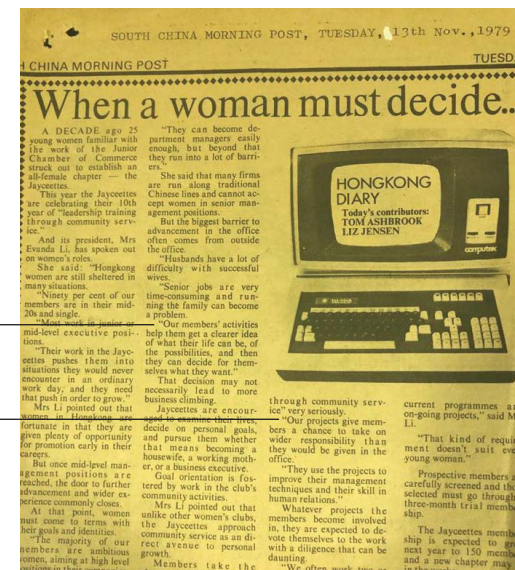 SOUTH CHINA MORNING POST, TUESDAY, 13th Nov.,1979
CHINA MORNING POST
TUESD
When a woman must decide..
A DECADE ago 25
young women familiar with
the work of the Junior
Chamber of Commerce
struck out to establish an
all-female chapter — the
Jayceettes.
This year the Jayceettes
are celebrating their 10th
year of "leadership training
through community serv-
ice."
And its president, Mrs
Evanda Li, has spoken out
on women's roles.
She said: "Hongkong
women are still sheltered in
many situations.
"Ninety per cent of our
members are in their mid-
20s and single.
"Most work in junior or
mid-level executive posi-
tions.
"Their work in the Jayc-
eettes pushes them into
situations they would never
encounter in an ordinary
work day, and they need
that push in order to grow."
Mrs Li pointed out that
women in Hongkong are
fortunate in that they are
given plenty of opportunity
for promotion early in their
careers.
But once mid-level man-
agement positions are
reached, the door to further
advancement and wider ex-
perience commonly closes.
At that point, women
must come to terms with
their goals and identities.
"The majority of our
members are ambitious
women, aiming at high level
positions in their
"They can become de-
partment managers easily
enough, but beyond that
they run into a lot of barri-
ers."
She said that many firms
are run along traditional
Chinese lines and cannot ac-
cept women in senior man-
agement positions.
But the biggest barrier to
advancement in the office
often comes from outside
the office.
"Husbands have a lot of
difficulty with successful
wives.
"Senior jobs are very
time-consuming and run-
ning the family can become
a problem.
"Our members' activities
help them get a clearer idea
of what their life can be, of
the possibilities, and then
they can decide for them-
selves what they want."
That decision may not
necessarily lead to more
business climbing.
Jayceettes are encour-
aged to examine their lives,
decide on personal goals,
and pursue them whether
that means becoming a
housewife, a working moth-
er, or a business executive.
Goal orientation is fos-
tered by work in the club's
community activities.
Mrs Li pointed out that
unlike other women's clubs,
the Jayceettes approach
community service as an di-
rect avenue to personal
growth.
Members take the
HONGKONG
DIARY
Today's contributors:
TOM ASHBROOK
LIZ JENSEN
computek
through community serv-
ice" very seriously.
"Our projects give mem-
bers a chance to take on
wider responsibility than
they would be given in the
office.
"They use the projects to
improve their management
techniques and their skill in
human relations."
Whatever projects the
members become involved
in, they are expected to de-
vote themselves to the work
with a diligence that can be
daunting.
"We often work two or
current programmes a
on-going projects," said M
Li.
"That kind of requir
ment doesn't suit eve
young woman."
Prospective members a
carefully screened and th
selected must go through
three-month trial memb
ship.
The Jayceettes memb
ship is expected to gr
next year to 150 memb
and a new chapter may